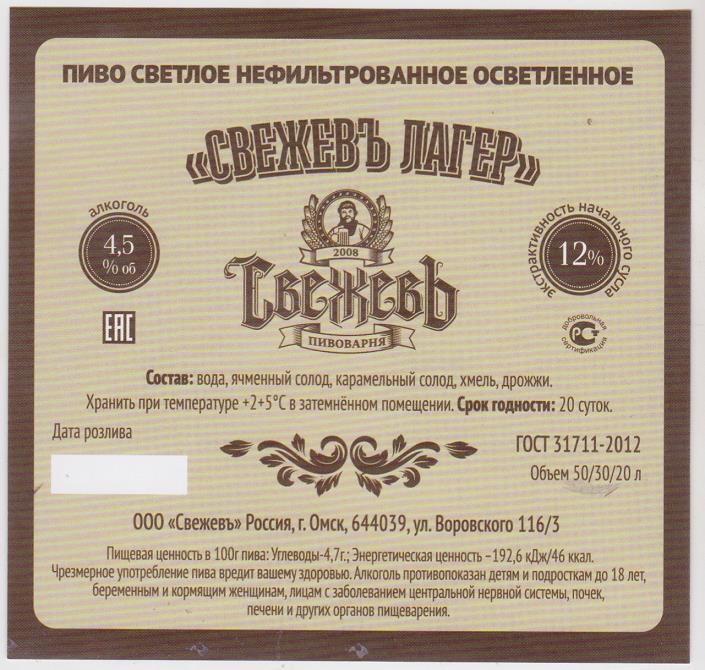 ПИВО СВЕТЛОЕ НЕФИЛЬТРОВАННОЕ ОСВЕТЛЕННОЕ
«СВЕЖЕВЪ ЛАГЕР»
алкоголь
4,5
% об
2008
СвежевЪ
ПИВОВАРНЯ
экстрактивность начального сусла
12%
ЕАС
добровольная
РСТ
сертификация
Состав: вода, ячменный солод, карамельный солод, хмель, дрожжи.
Хранить при температуре +2+5°С в затемнённом помещении. Срок годности: 20 суток.
Дата розлива
ГОСТ 31711-2012
Объем 50/30/20 л
ООО «Свежевъ» Россия, г. Омск, 644039, ул. Воровского 116/3
Пищевая ценность в 100г пива: Углеводы-4,7г.; Энергетическая ценность –192,6 кДж/46 ккал.
Чрезмерное употребление пива вредит вашему здоровью. Алкоголь противопоказан детям и подросткам до 18 лет,
беременным и кормящим женщинам, лицам с заболеванием центральной нервной системы, почек,
печени и других органов пищеварения.